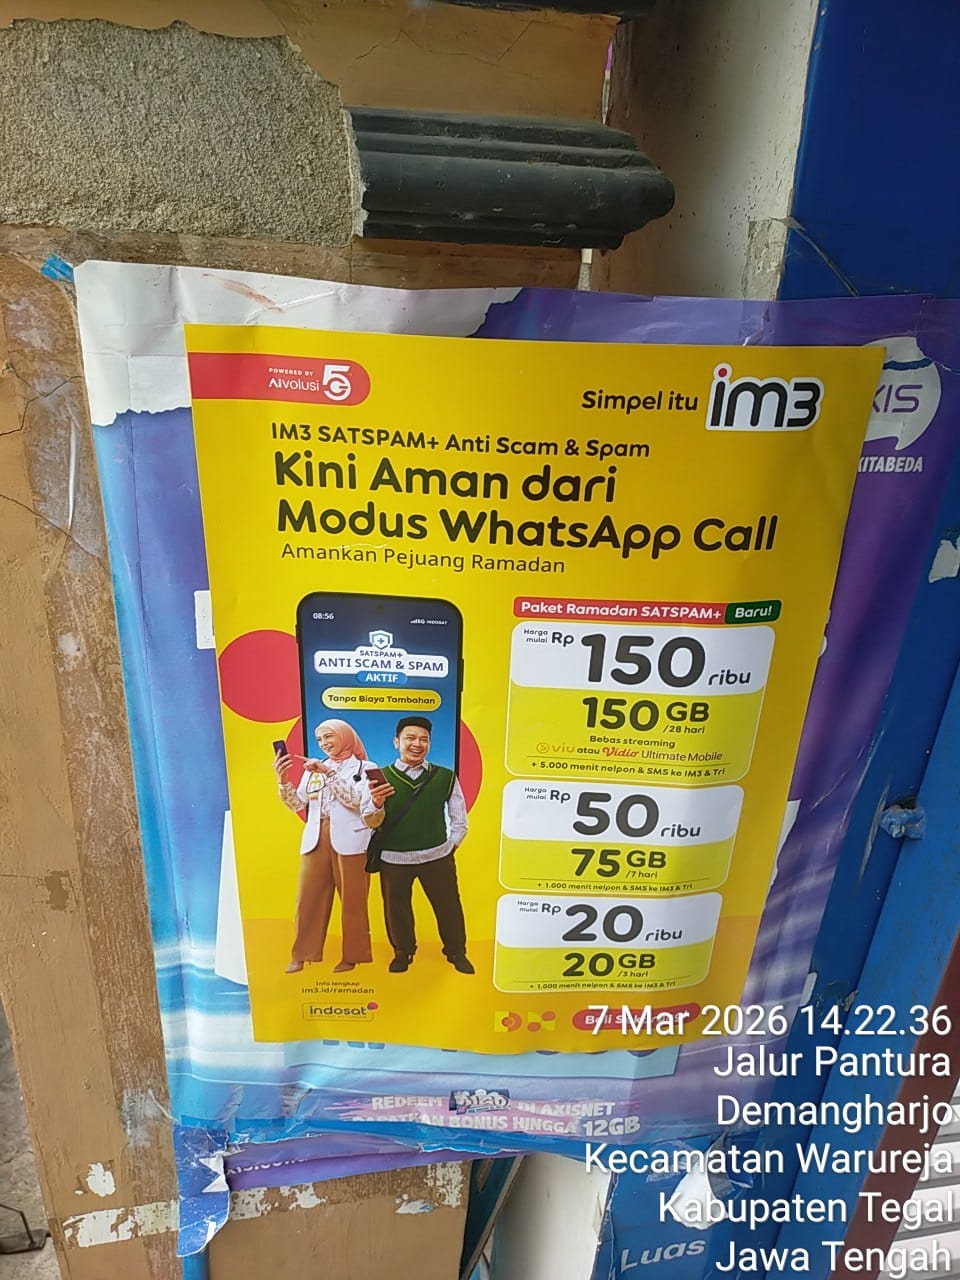 POWERED BY
AIvolusi 5G
Simpel itu im3
XIS
KITABEDA
IM3 SATSPAM+ Anti Scam & Spam
Kini Aman dari
Modus WhatsApp Call
Amankan Pejuang Ramadan
08:56
5G INDOSAT
SATSPAM+
ANTI SCAM & SPAM
AKTIF
Tanpa Biaya Tambahan
Paket Ramadan SATSPAM+ Baru!
Harga mulai Rp 150 ribu
150 GB /28 hari
Bebas streaming
viu atau Vidio Ultimate Mobile
+ 5.000 menit nelpon & SMS ke IM3 & Tri
Harga mulai Rp 50 ribu
75 GB /7 hari
+ 1.000 menit nelpon & SMS ke IM3 & Tri
Harga mulai Rp 20 ribu
20 GB /3 hari
+ 1.000 menit nelpon & SMS ke IM3 & Tri
Info lengkap
im3.id/ramadan
indosat
Beli
REDEEM DI AXISNET
BONUS HINGGA 12GB
Luas
7 Mar 2026 14.22.36
Jalur Pantura
Demangharjo
Kecamatan Warureja
Kabupaten Tegal
Jawa Tengah